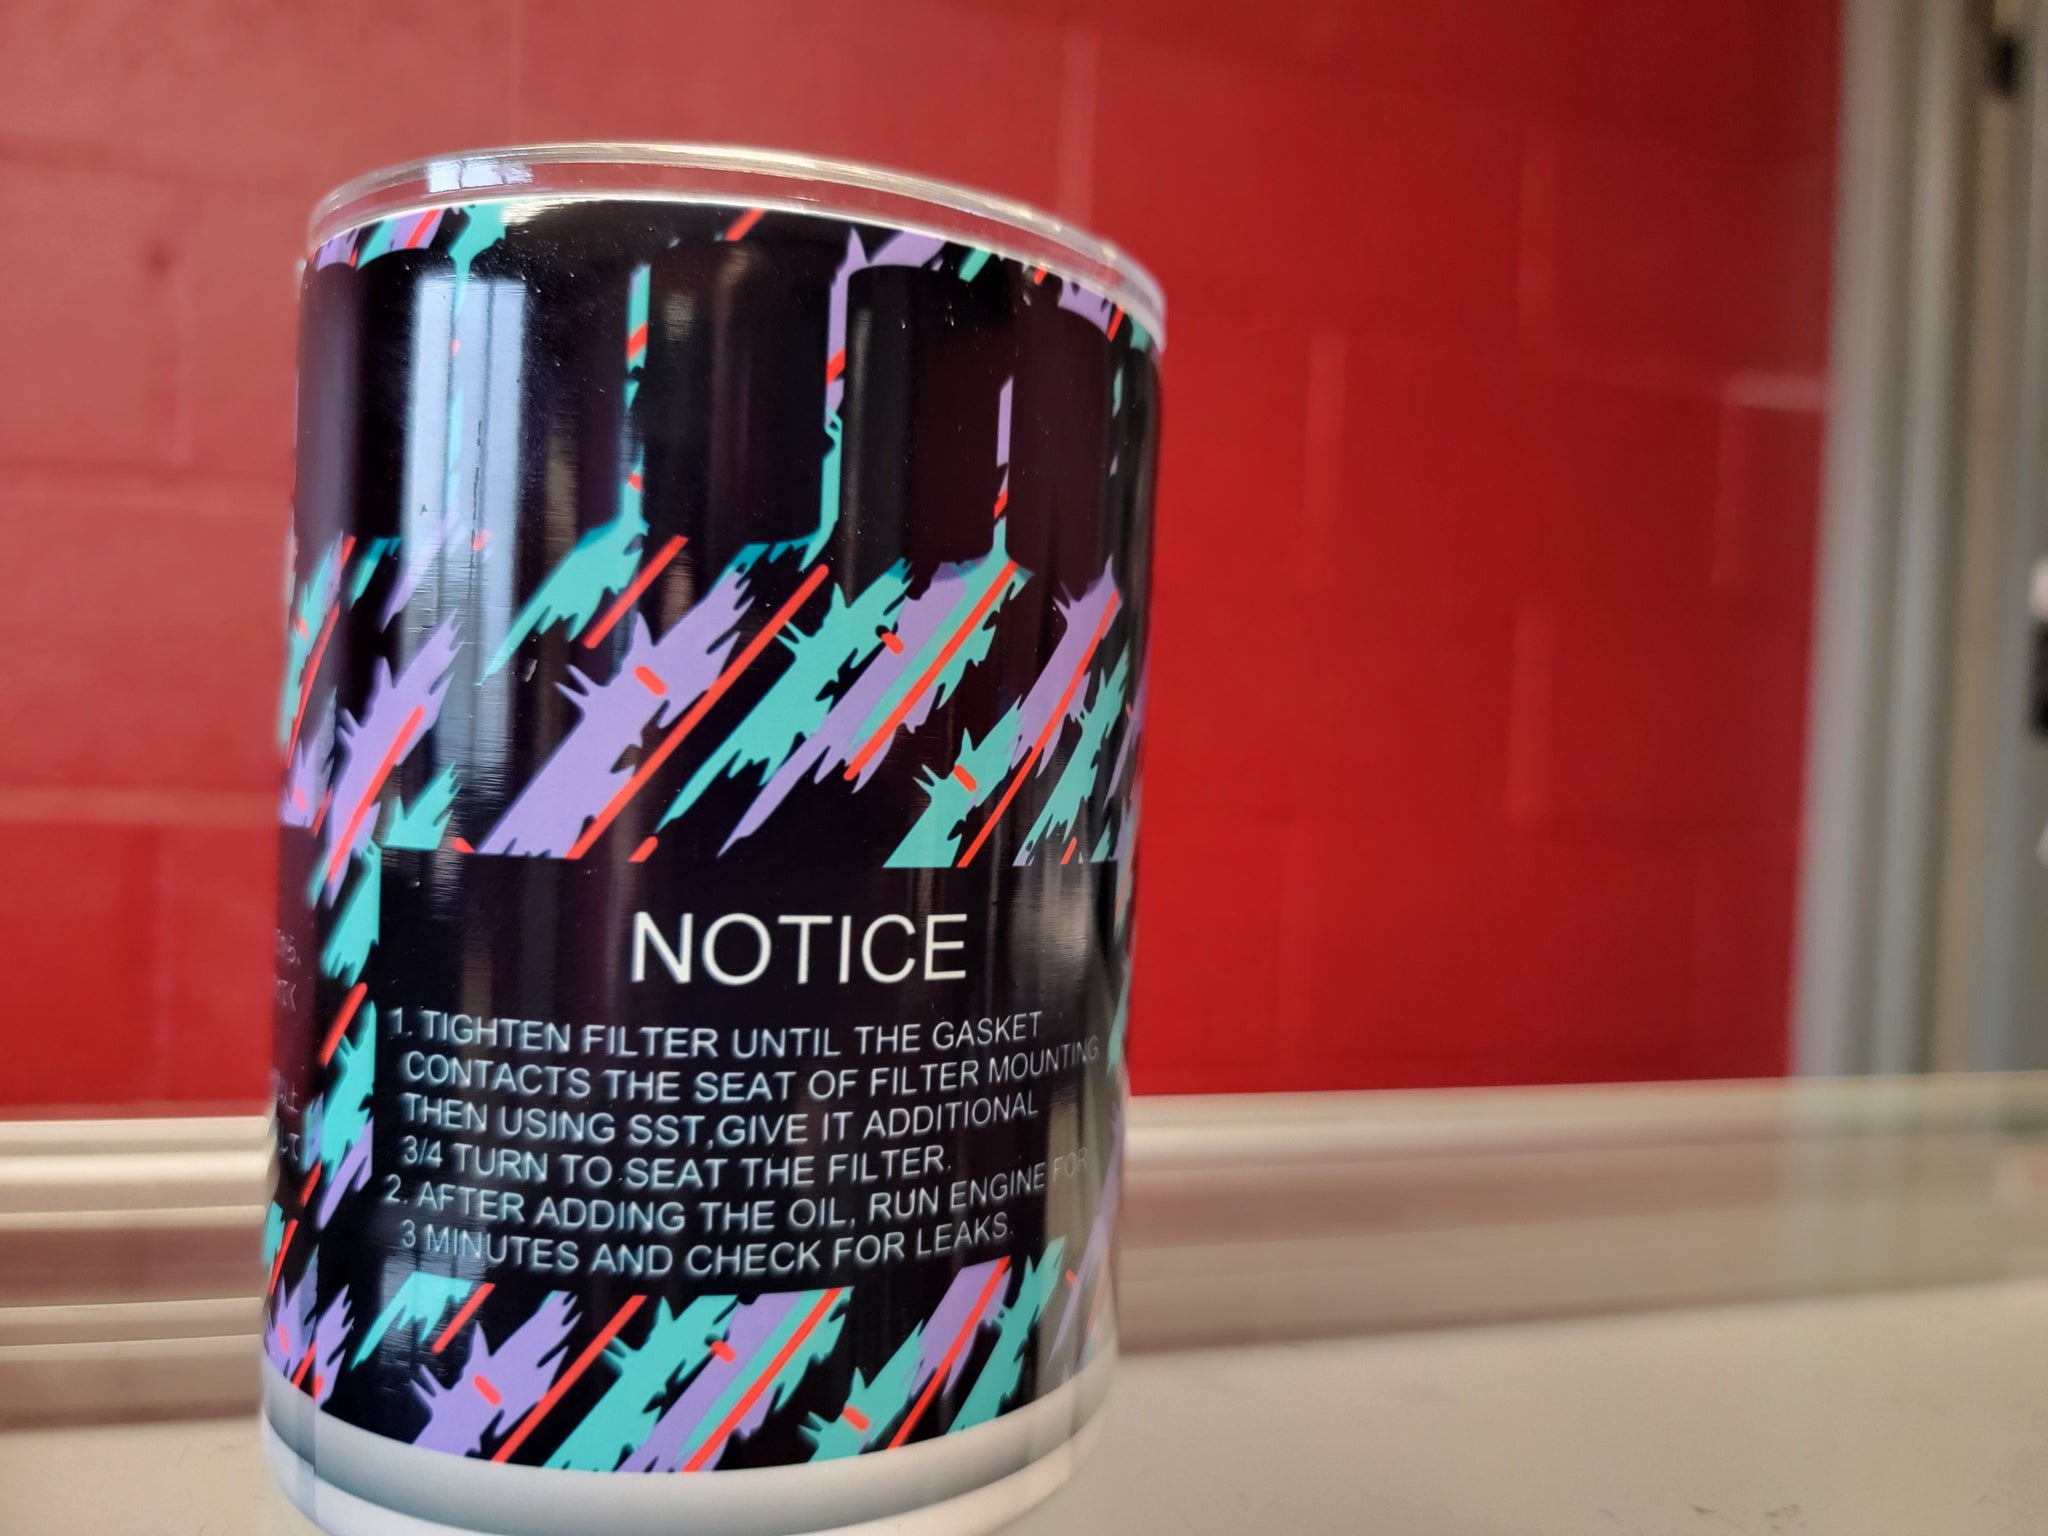 NOTICE
1. TIGHTEN FILTER UNTIL THE GASKET
CONTACTS THE SEAT OF FILTER MOUNTING
THEN USING SST,GIVE IT ADDITIONAL
3/4 TURN TO SEAT THE FILTER.
2. AFTER ADDING THE OIL, RUN ENGINE FOR
3 MINUTES AND CHECK FOR LEAKS.